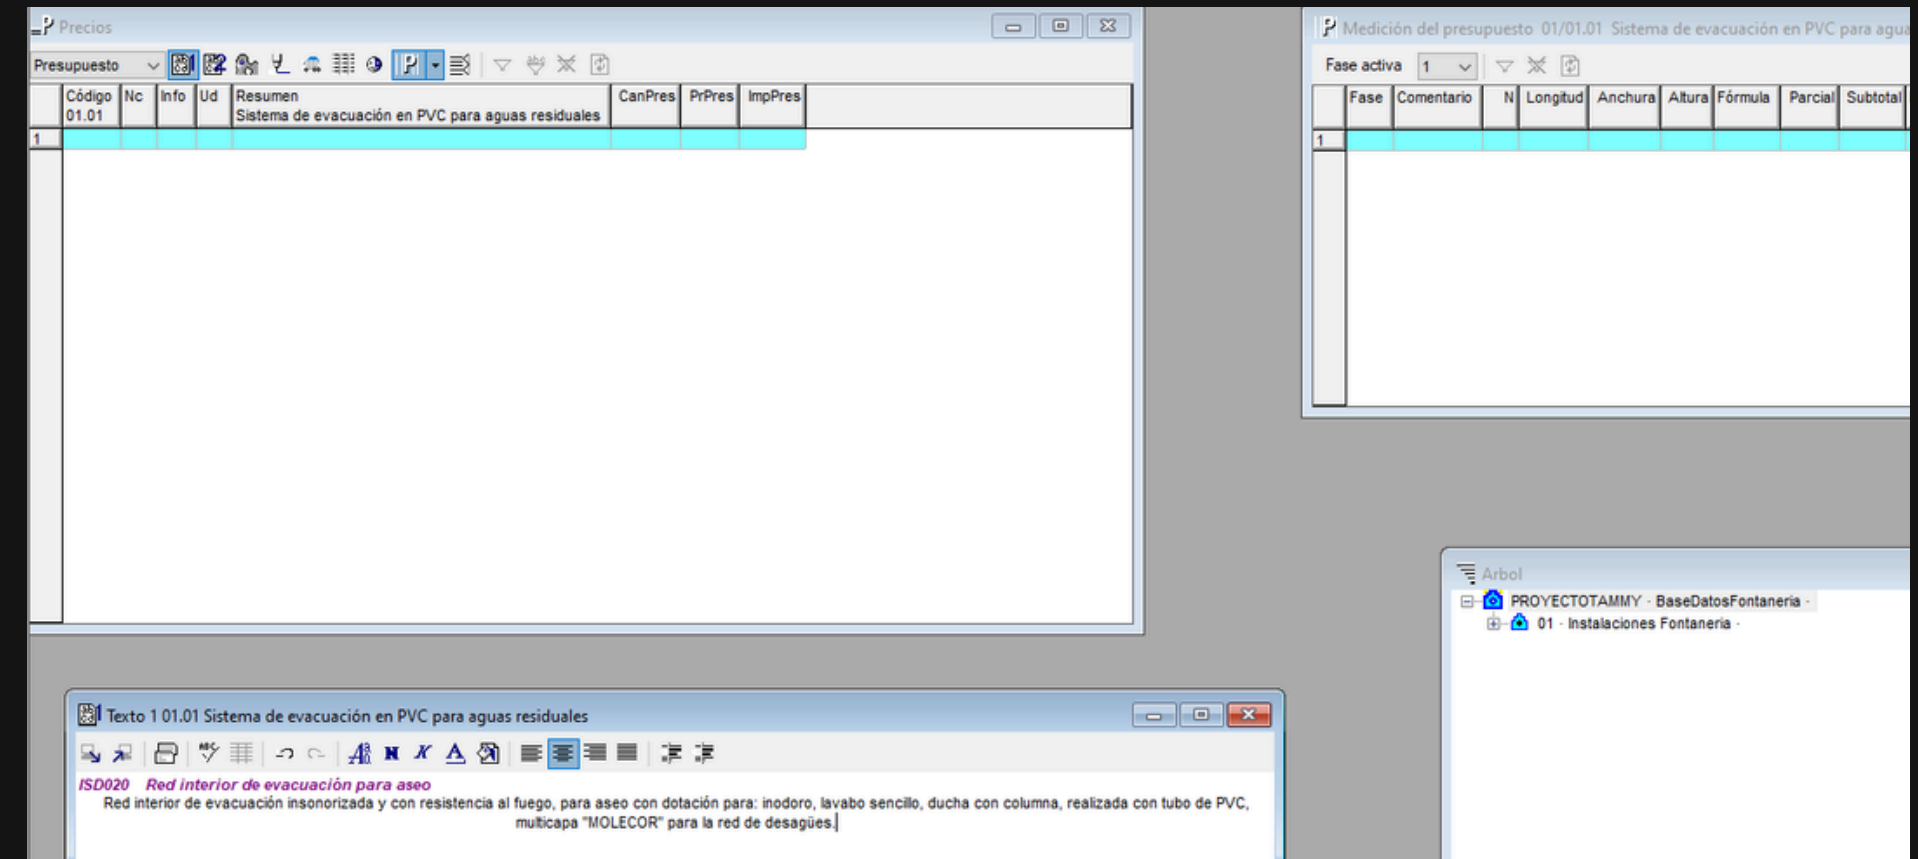 Precios
Presupuesto
Código Nc Info Ud Resumen CanPres PrPres ImpPres
01.01 Sistema de evacuación en PVC para aguas residuales
1
Medición del presupuesto 01/01.01 Sistema de evacuación en PVC para agua
Fase activa 1
Fase Comentario N Longitud Anchura Altura Fórmula Parcial Subtotal
1
Arbol
PROYECTOTAMMY - BaseDatosFontaneria -
01 - Instalaciones Fontaneria -
Texto 1 01.01 Sistema de evacuación en PVC para aguas residuales
ISD020 Red interior de evacuación para aseo
Red interior de evacuación insonorizada y con resistencia al fuego, para aseo con dotación para: inodoro, lavabo sencillo, ducha con columna, realizada con tubo de PVC,
multicapa "MOLECOR" para la red de desagües.